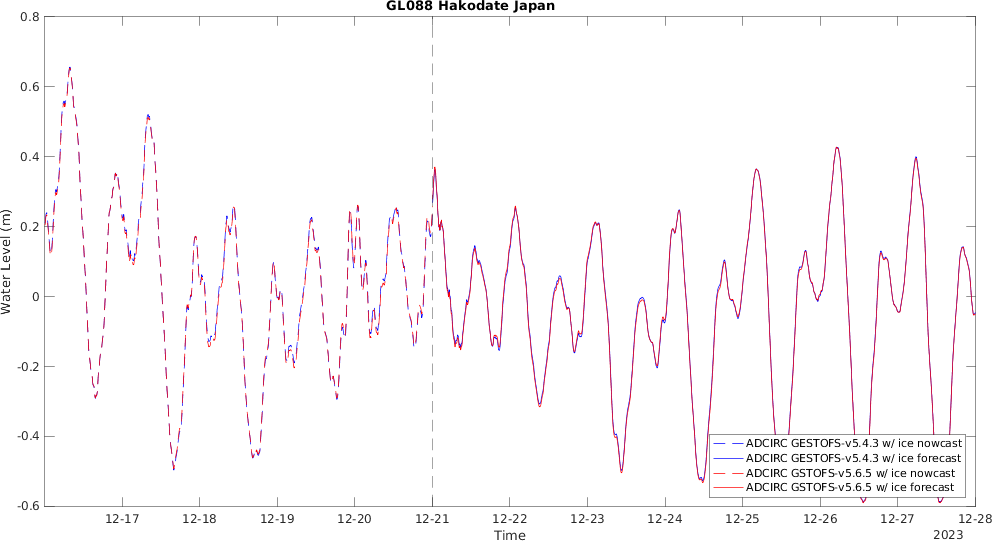 GL088 Hakodate Japan
0.8
0.6
0.4
0.2
0
-0.2
-0.4
-0.6
Water Level (m)
ADCIRC GESTOFS-v5.4.3 w/ ice nowcast
ADCIRC GESTOFS-v5.4.3 w/ ice forecast
ADCIRC GSTOFS-v5.6.5 w/ ice nowcast
ADCIRC GSTOFS-v5.6.5 w/ ice forecast
12-17 12-18 12-19 12-20 12-21 12-22 12-23 12-24 12-25 12-26 12-27 12-28
Time
2023